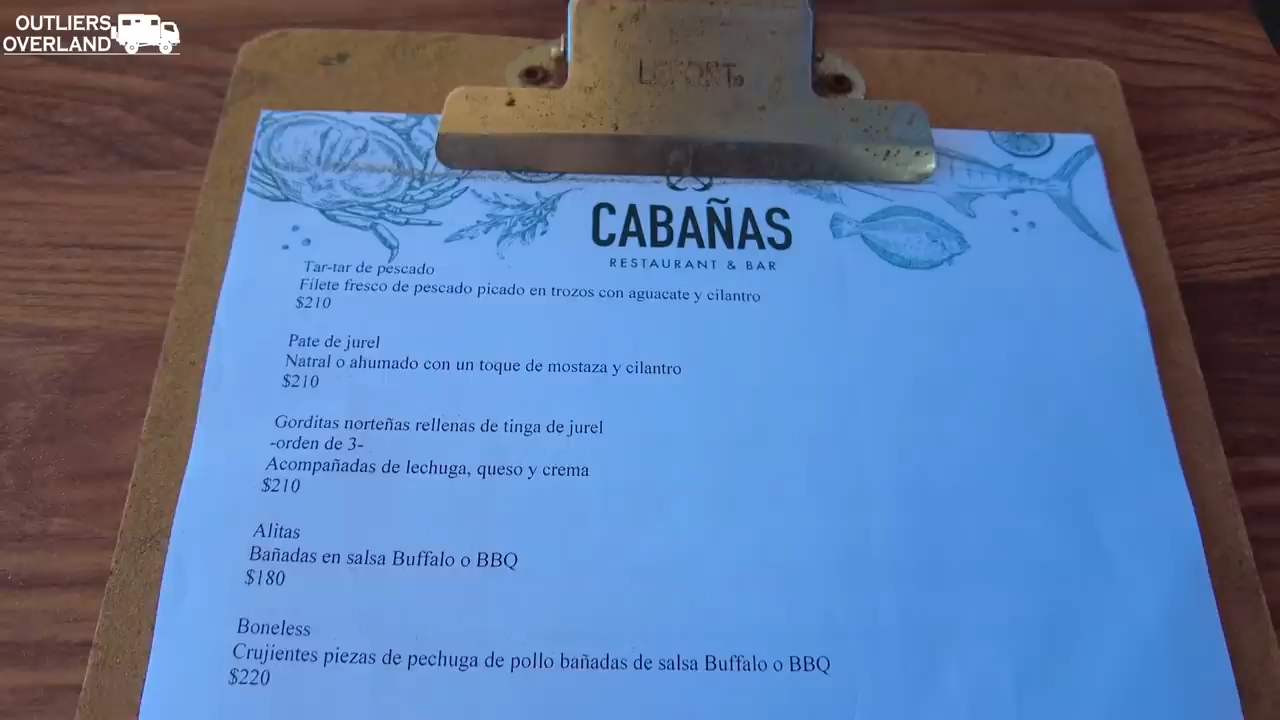 OUTLIERS
OVERLAND
CABAÑAS
RESTAURANT & BAR
Tar-tar de pescado
Filete fresco de pescado picado en trozos con aguacate y cilantro
$210
Pate de jurel
Natral o ahumado con un toque de mostaza y cilantro
$210
Gorditas norteñas rellenas de tinga de jurel
-orden de 3-
Acompañadas de lechuga, queso y crema
$210
Alitas
Bañadas en salsa Buffalo o BBQ
$180
Boneless
Crujientes piezas de pechuga de pollo bañadas de salsa Buffalo o BBQ
$220